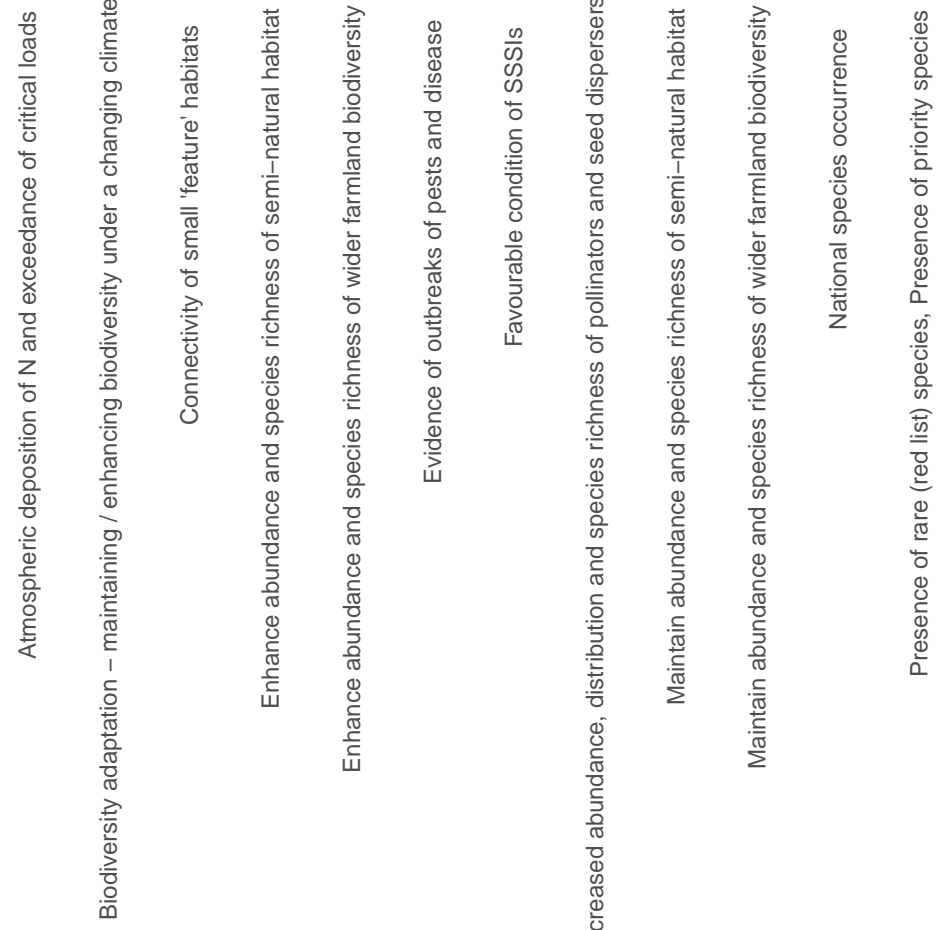 Atmospheric deposition of N and exceedance of critical loads
Biodiversity adaptation – maintaining / enhancing biodiversity under a changing climate
Connectivity of small 'feature' habitats
Enhance abundance and species richness of semi−natural habitat
Enhance abundance and species richness of wider farmland biodiversity
Evidence of outbreaks of pests and disease
Favourable condition of SSSIs
creased abundance, distribution and species richness of pollinators and seed dispersers
Maintain abundance and species richness of semi−natural habitat
Maintain abundance and species richness of wider farmland biodiversity
National species occurrence
Presence of rare (red list) species, Presence of priority species